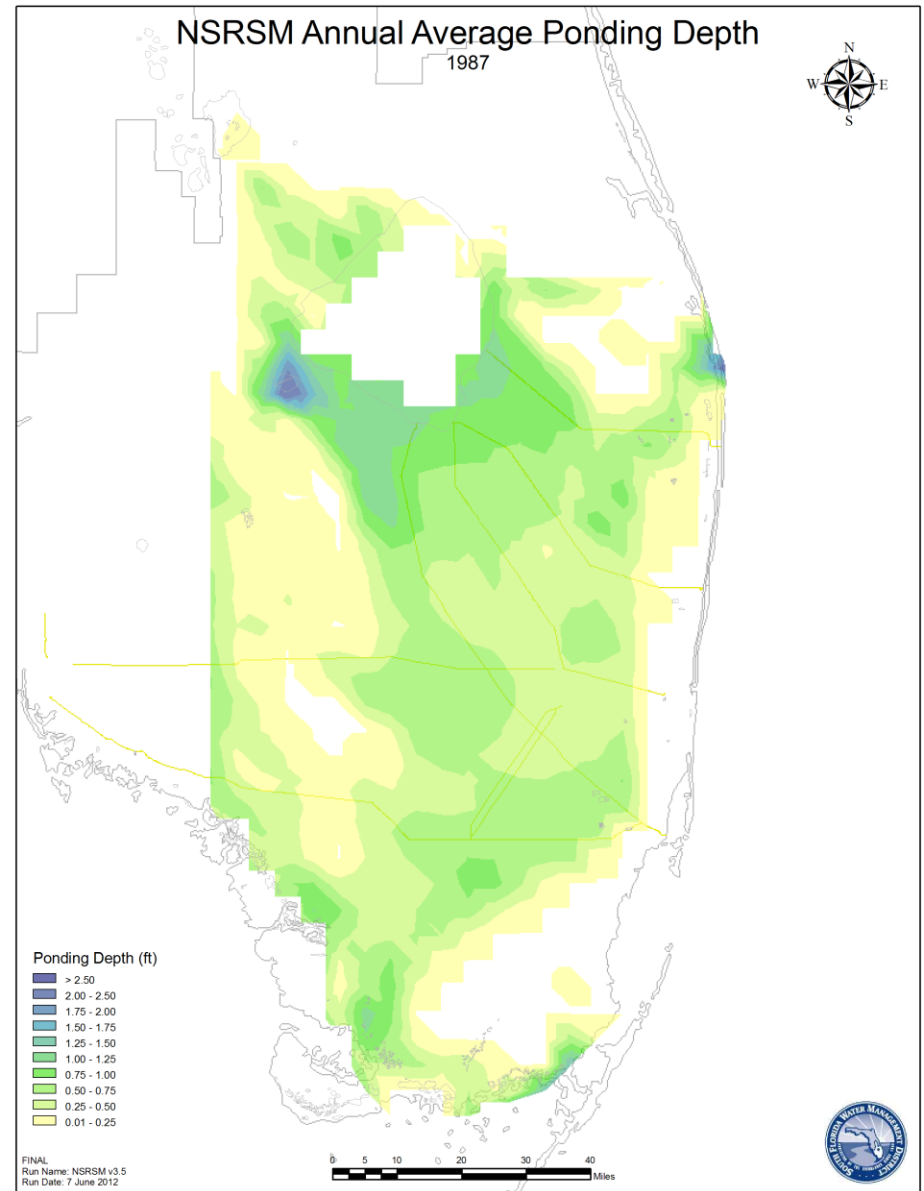 NSRSM Annual Average Ponding Depth
1987
N
W E
S
Ponding Depth (ft)
> 2.50
2.00 - 2.50
1.75 - 2.00
1.50 - 1.75
1.25 - 1.50
1.00 - 1.25
0.75 - 1.00
0.50 - 0.75
0.25 - 0.50
0.01 - 0.25
FINAL
Run Name: NSRSM v3.5
Run Date: 7 June 2012
0 5 10 20 30 40
Miles
SOUTH FLORIDA WATER MANAGEMENT DISTRICT